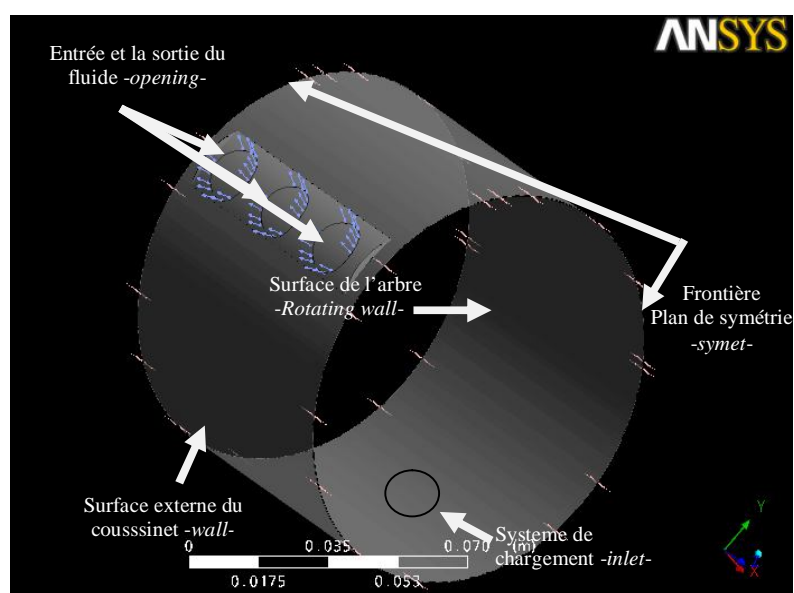 ANSYS
Entrée et la sortie du
fluide -opening-
Surface de l'arbre
-Rotating wall-
Frontière
Plan de symétrie
-symet-
Surface externe du
cousssinet -wall-
Systeme de
chargement -inlet-
0 0.035 0.070 (m)
0.0175 0.053
Y
X